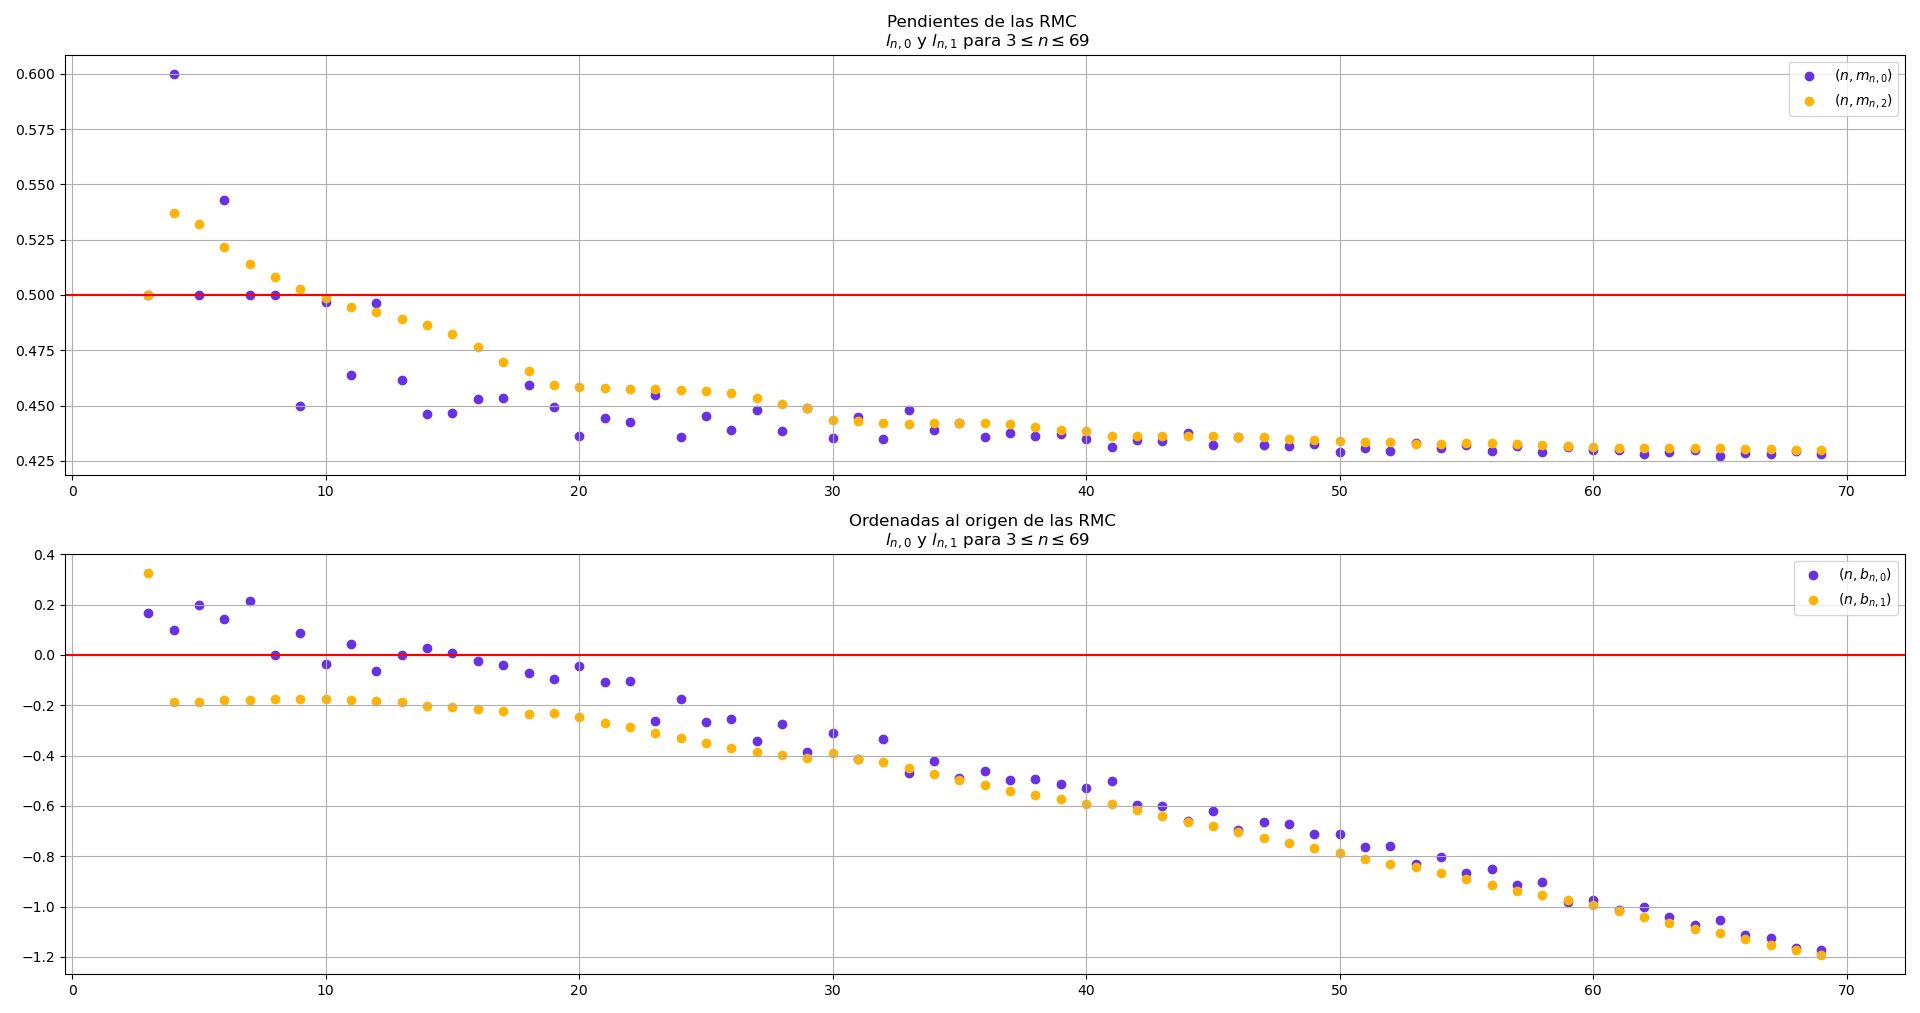 Pendientes de las RMC
$l_{n,0}$ y $l_{n,1}$ para $3 \leq n \leq 69$
0.600
0.575
0.550
0.525
0.500
0.475
0.450
0.425
$(n, m_{n,0})$
$(n, m_{n,2})$
0 10 20 30 40 50 60 70
Ordenadas al origen de las RMC
$l_{n,0}$ y $l_{n,1}$ para $3 \leq n \leq 69$
0.4
0.2
0.0
−0.2
−0.4
−0.6
−0.8
−1.0
−1.2
$(n, b_{n,0})$
$(n, b_{n,1})$
0 10 20 30 40 50 60 70